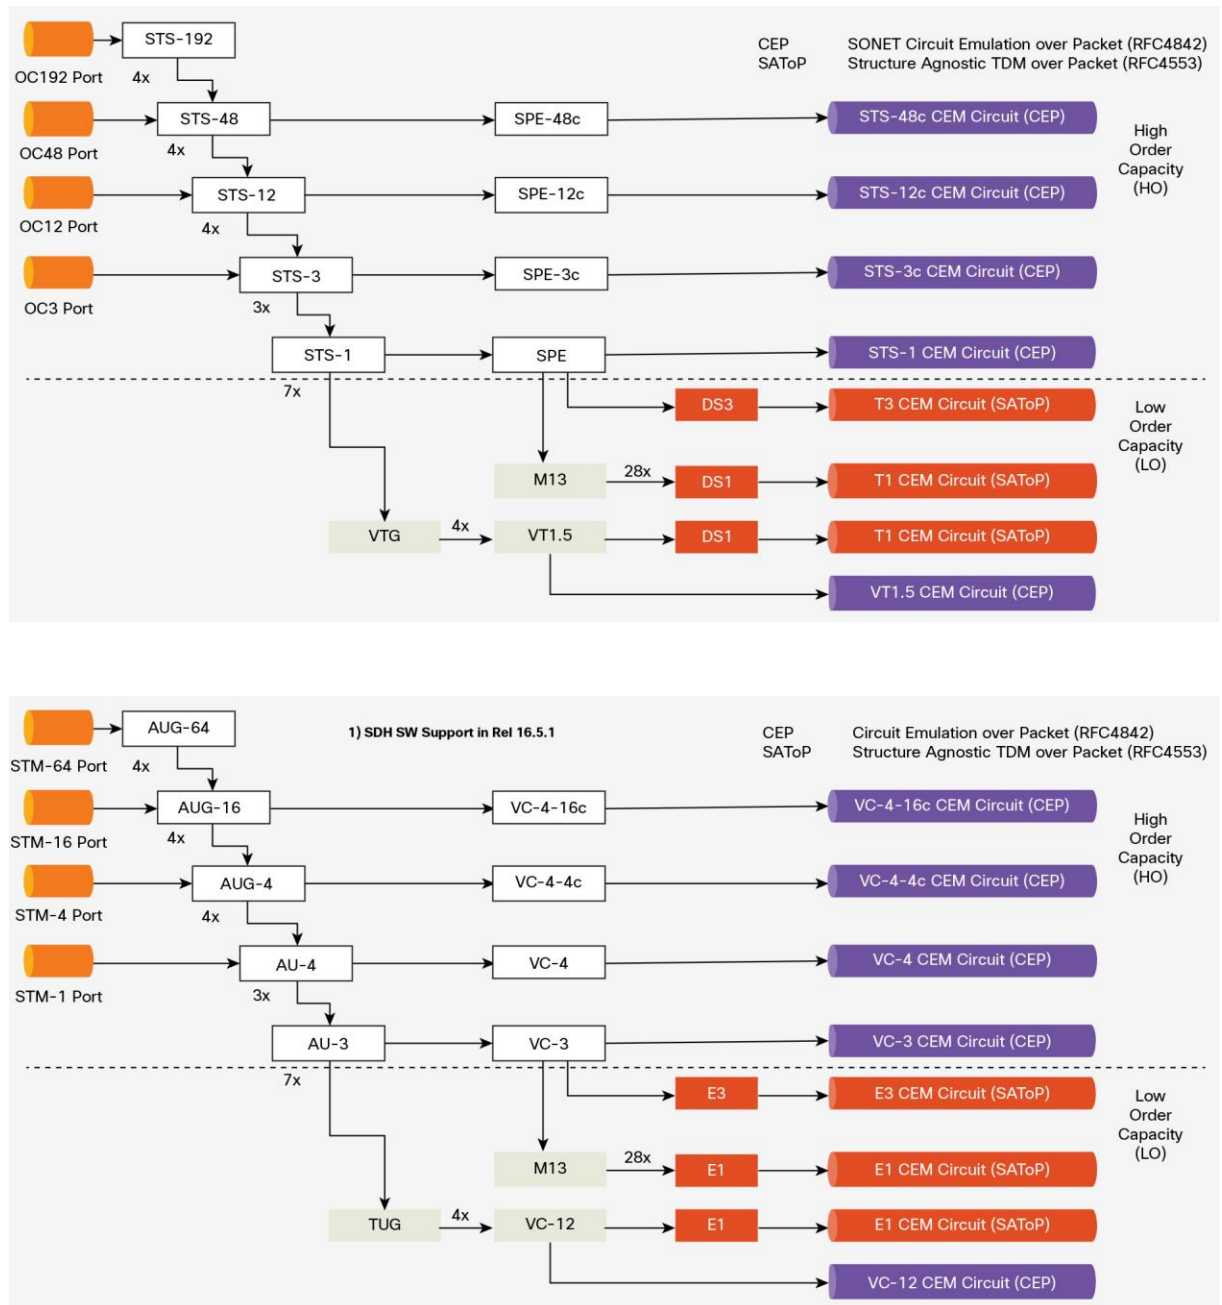 STS-192
CEP SONET Circuit Emulation over Packet (RFC4842)
SAToP Structure Agnostic TDM over Packet (RFC4553)
OC192 Port
4x
STS-48
SPE-48c
STS-48c CEM Circuit (CEP)
OC48 Port
4x
High
Order
Capacity
(HO)
STS-12
SPE-12c
STS-12c CEM Circuit (CEP)
OC12 Port
4x
STS-3
SPE-3c
STS-3c CEM Circuit (CEP)
OC3 Port
3x
STS-1
SPE
STS-1 CEM Circuit (CEP)
7x
DS3
T3 CEM Circuit (SAToP)
Low
Order
Capacity
(LO)
M13
28x
DS1
T1 CEM Circuit (SAToP)
VTG
4x
VT1.5
DS1
T1 CEM Circuit (SAToP)
VT1.5 CEM Circuit (CEP)
AUG-64
1) SDH SW Support in Rel 16.5.1
CEP Circuit Emulation over Packet (RFC4842)
SAToP Structure Agnostic TDM over Packet (RFC4553)
STM-64 Port
4x
AUG-16
VC-4-16c
VC-4-16c CEM Circuit (CEP)
STM-16 Port
4x
High
Order
Capacity
(HO)
AUG-4
VC-4-4c
VC-4-4c CEM Circuit (CEP)
STM-4 Port
4x
AU-4
VC-4
VC-4 CEM Circuit (CEP)
STM-1 Port
3x
AU-3
VC-3
VC-3 CEM Circuit (CEP)
7x
E3
E3 CEM Circuit (SAToP)
Low
Order
Capacity
(LO)
M13
28x
E1
E1 CEM Circuit (SAToP)
TUG
4x
VC-12
E1
E1 CEM Circuit (SAToP)
VC-12 CEM Circuit (CEP)